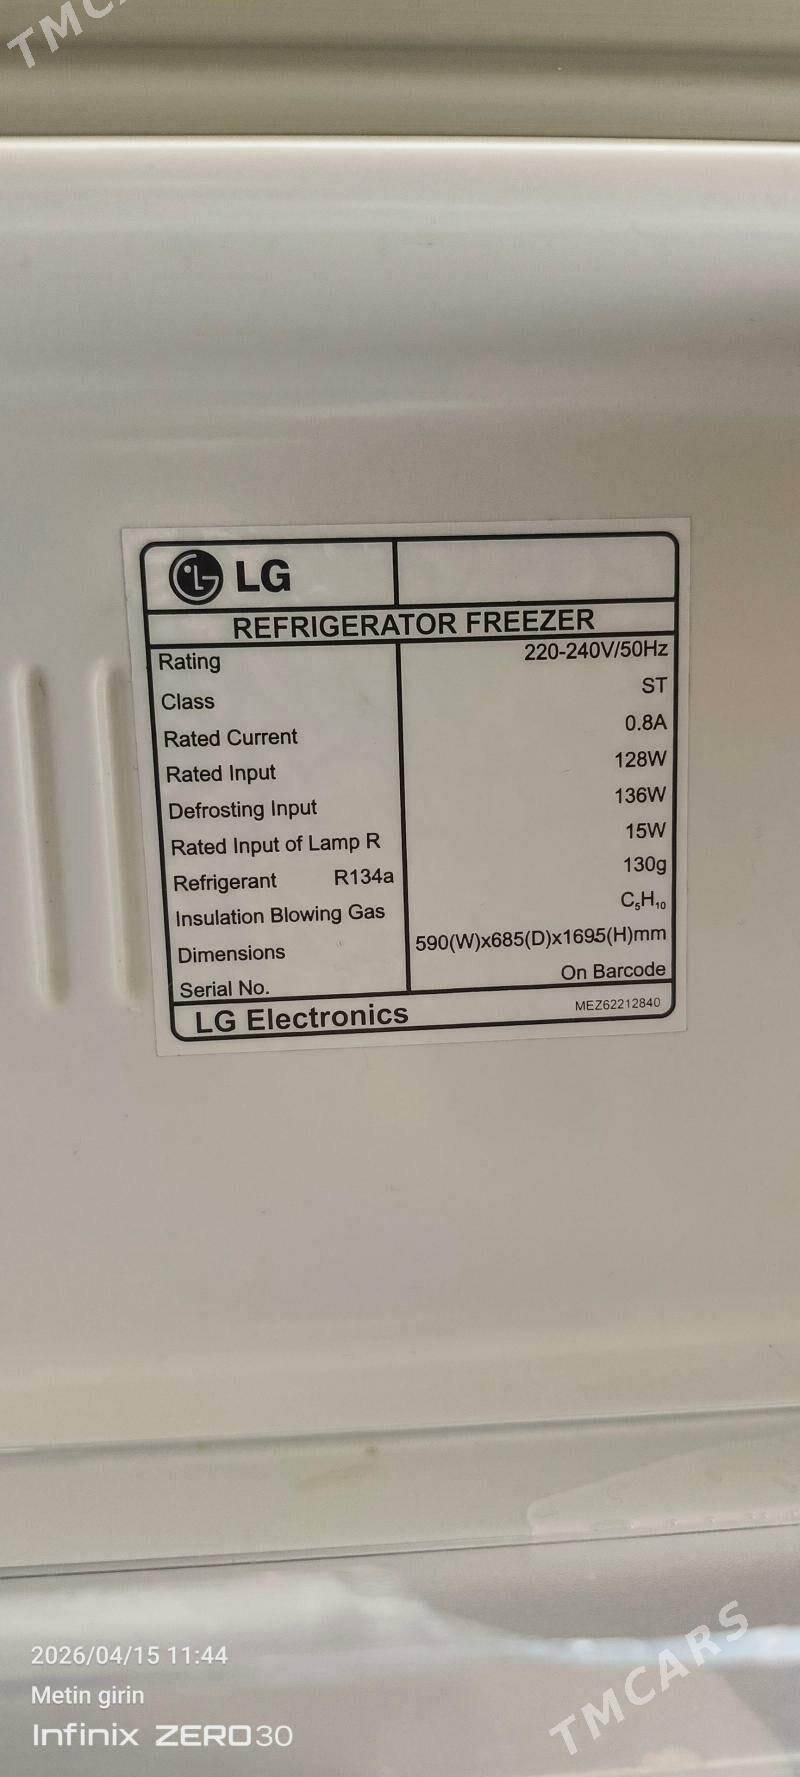 TMC
LG LG
REFRIGERATOR FREEZER
Rating 220-240V/50Hz
Class ST
Rated Current 0.8A
Rated Input 128W
Defrosting Input 136W
Rated Input of Lamp R 15W
Refrigerant R134a 130g
Insulation Blowing Gas C₅H₁₀
Dimensions 590(W)x685(D)x1695(H)mm
Serial No. On Barcode
LG Electronics MEZ62212840
2026/04/15 11:44
Metin girin
Infinix ZERO30
TMCARS